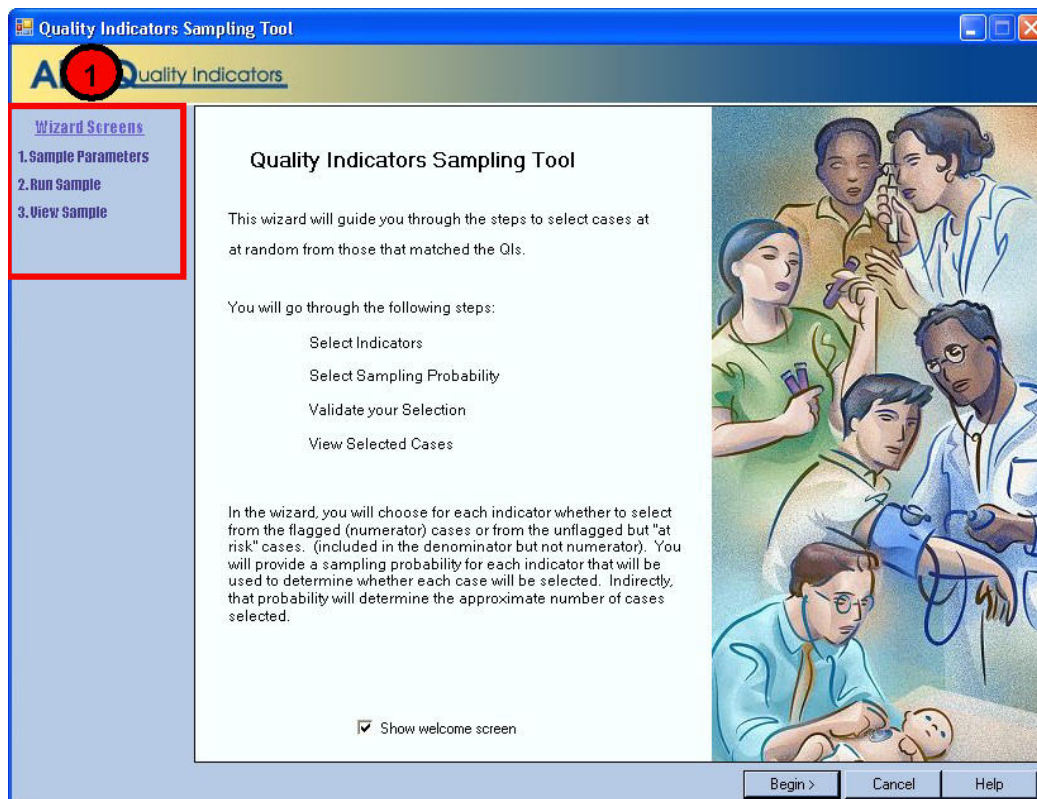 Quality Indicators Sampling Tool
1
Quality Indicators
Wizard Screens
1. Sample Parameters
2. Run Sample
3. View Sample
Quality Indicators Sampling Tool
This wizard will guide you through the steps to select cases at
at random from those that matched the QIs.
You will go through the following steps:
Select Indicators
Select Sampling Probability
Validate your Selection
View Selected Cases
In the wizard, you will choose for each indicator whether to select
from the flagged (numerator) cases or from the unflagged but "at
risk" cases. (included in the denominator but not numerator). You
will provide a sampling probability for each indicator that will be
used to determine whether each case will be selected. Indirectly,
that probability will determine the approximate number of cases
selected.
Show welcome screen
Begin >
Cancel
Help